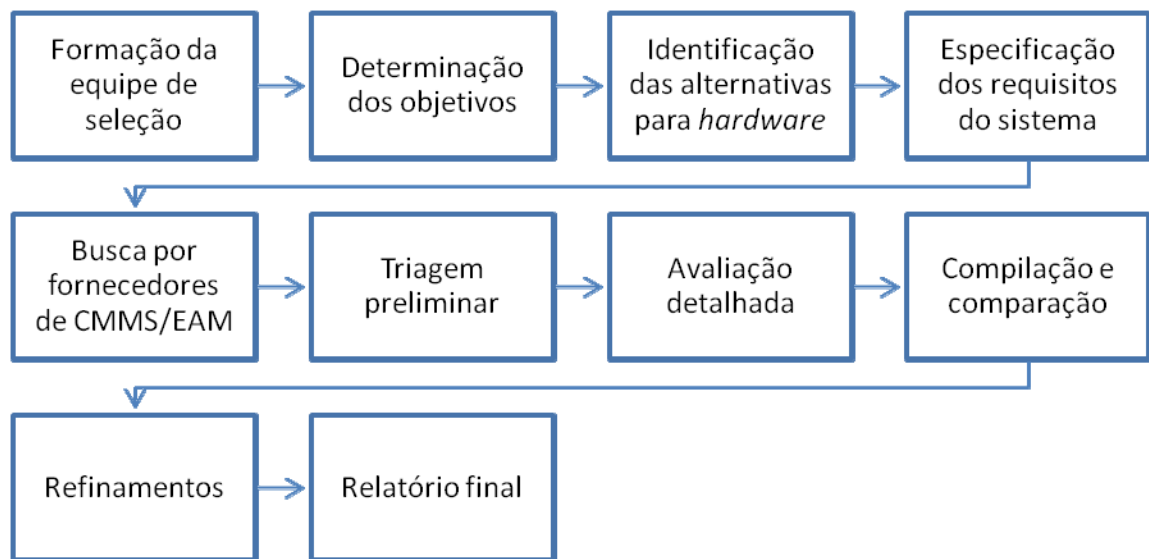 Formação da
equipe de
seleção
Determinação
dos objetivos
Identificação
das alternativas
para hardware
Especificação
dos requisitos
do sistema
Busca por
fornecedores
de CMMS/EAM
Triagem
preliminar
Avaliação
detalhada
Compilação e
comparação
Refinamentos
Relatório final